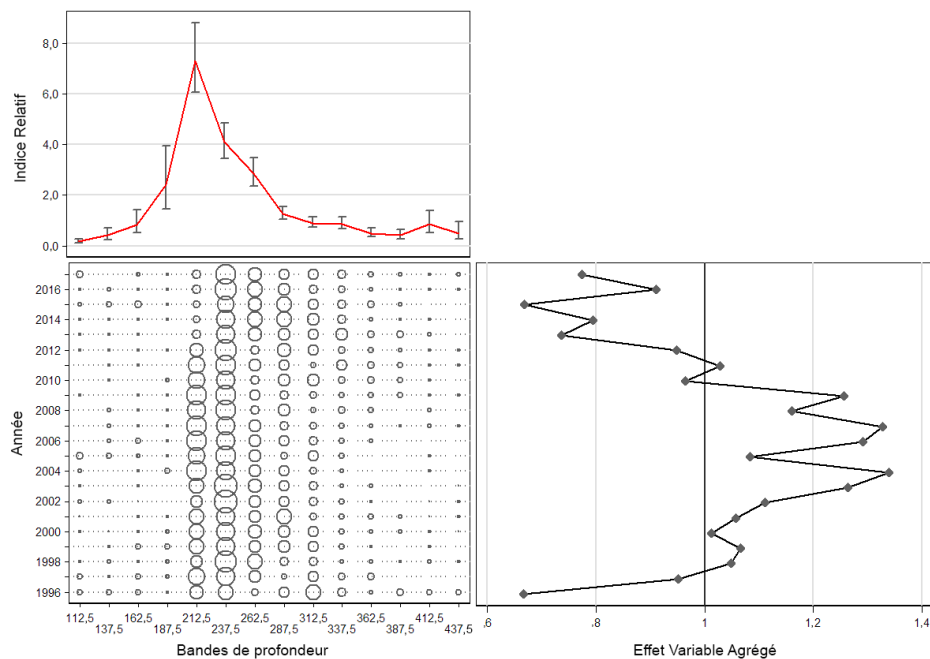 8,0
6,0
4,0
2,0
0,0
Indice Relatif
2016
2014
2012
2010
2008
2006
2004
2002
2000
1998
1996
Année
112,5 162,5 212,5 262,5 312,5 362,5 412,5
137,5 187,5 237,5 287,5 337,5 387,5 437,5
Bandes de profondeur
,6 ,8 1 1,2 1,4
Effet Variable Agrégé